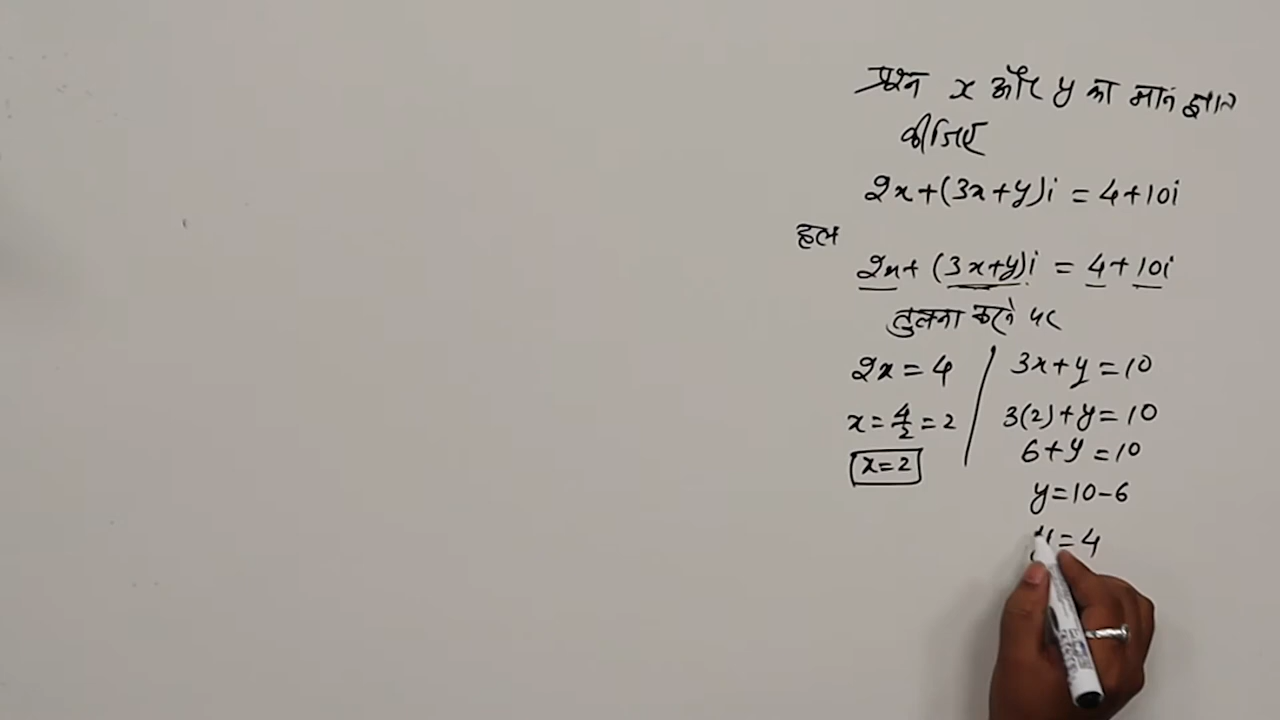 प्रश्न x और y का मान ज्ञात
कीजिए
2x+(3x+y)i = 4+10i
हल
2x+ (3x+y)i = 4+10i
तुलना करने पर
2x = 4
x = 4/2 = 2
x=2
3x+y=10
3(2)+y=10
6+y=10
y=10-6
y=4